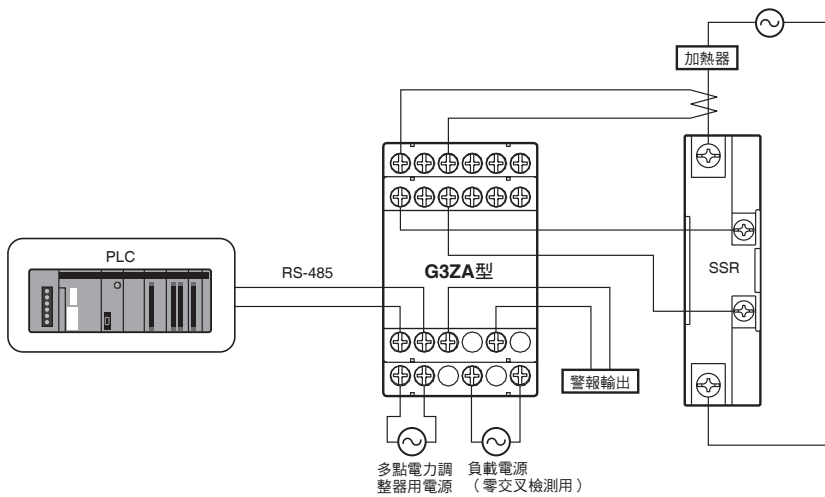 加熱器
PLC
RS-485
G3ZA型
SSR
警報輸出
多點電力調
整器用電源
負載電源
（零交叉檢測用）